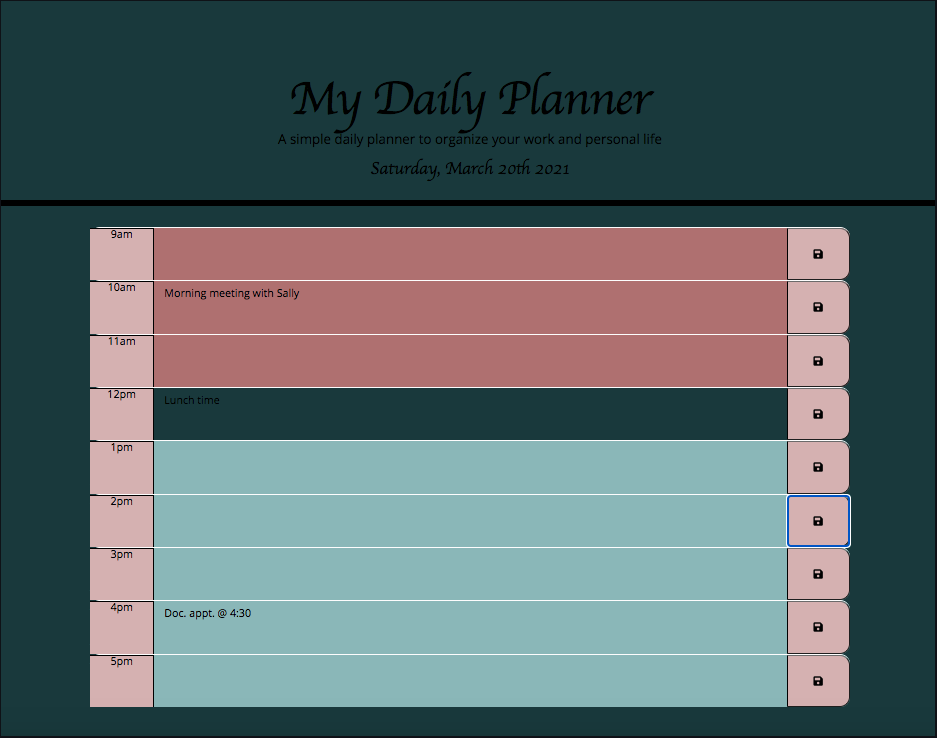 My Daily Planner
A simple daily planner to organize your work and personal life
Saturday, March 20th 2021
9am
10am Morning meeting with Sally
11am
12pm Lunch time
1pm
2pm
3pm
4pm Doc. appt. @ 4:30
5pm